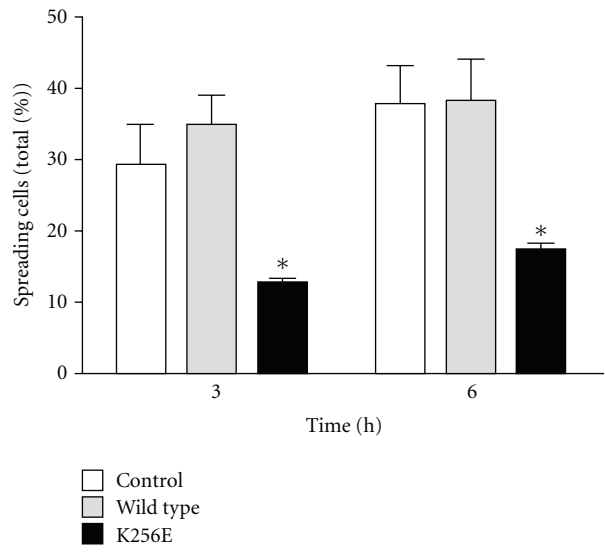 50
40
30
20
10
0
Spreading cells (total (%))
*
*
3
6
Time (h)
Control
Wild type
K256E